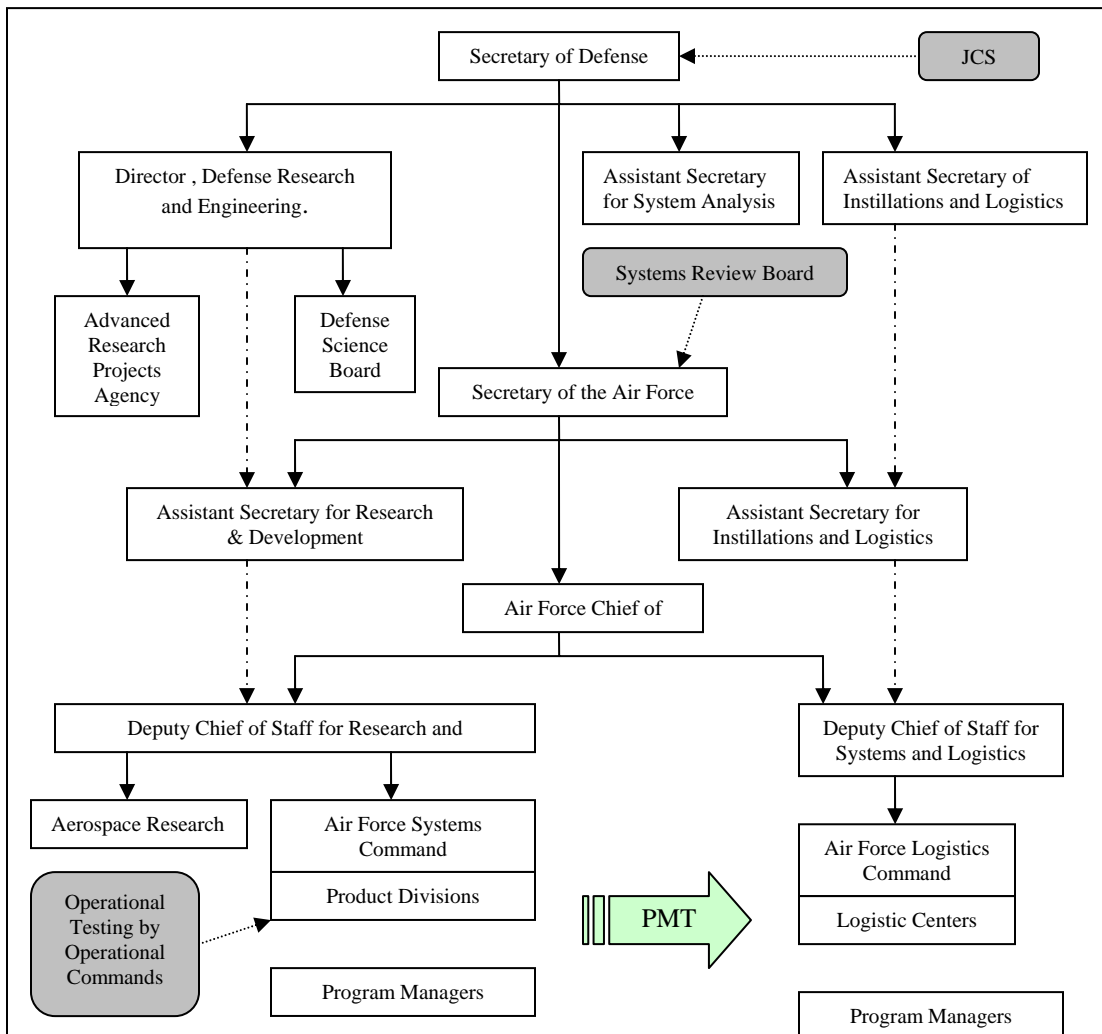 Secretary of Defense
JCS
Director , Defense Research
and Engineering.
Assistant Secretary
for System Analysis
Assistant Secretary of
Instillations and Logistics
Systems Review Board
Advanced
Research
Projects
Agency
Defense
Science
Board
Secretary of the Air Force
Assistant Secretary for Research
& Development
Assistant Secretary for
Instillations and Logistics
Air Force Chief of
Deputy Chief of Staff for Research and
Deputy Chief of Staff for
Systems and Logistics
Aerospace Research
Air Force Systems
Command
Product Divisions
Air Force Logistics
Command
Logistic Centers
Operational
Testing by
Operational
Commands
PMT
Program Managers
Program Managers